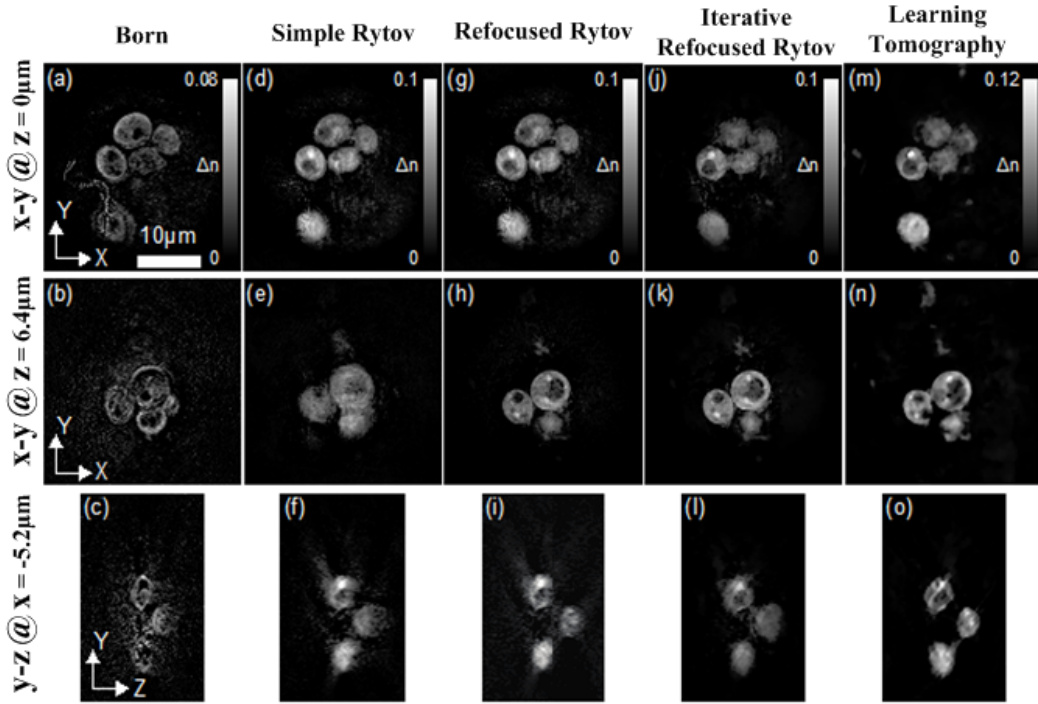 Born
Simple Rytov
Refocused Rytov
Iterative
Refocused Rytov
Learning
Tomography
x-y @ z = 0μm
(a)
0.08
Δn
0
Y
X
10μm
(d)
0.1
Δn
0
(g)
0.1
Δn
0
(j)
0.1
Δn
0
(m)
0.12
Δn
0
x-y @ z = 6.4μm
(b)
Y
X
(e)
(h)
(k)
(n)
y-z @ x = -5.2μm
(c)
Y
Z
(f)
(i)
(l)
(o)